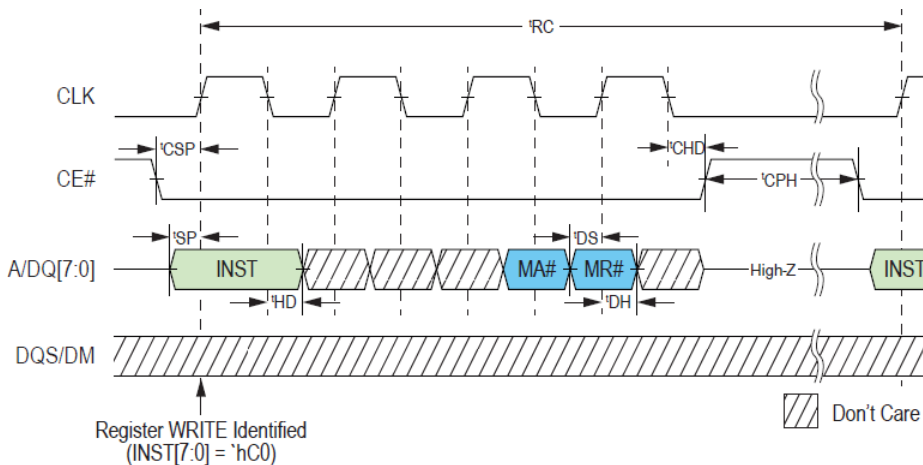 tRC
CLK
tCSP
tCHD
CE#
tCPH
tSP
tDS
A/DQ[7:0]
INST
MA#
MR#
High-Z
INST
tHD
tDH
DQS/DM
Don't Care
Register WRITE Identified
(INST[7:0] = `hC0)